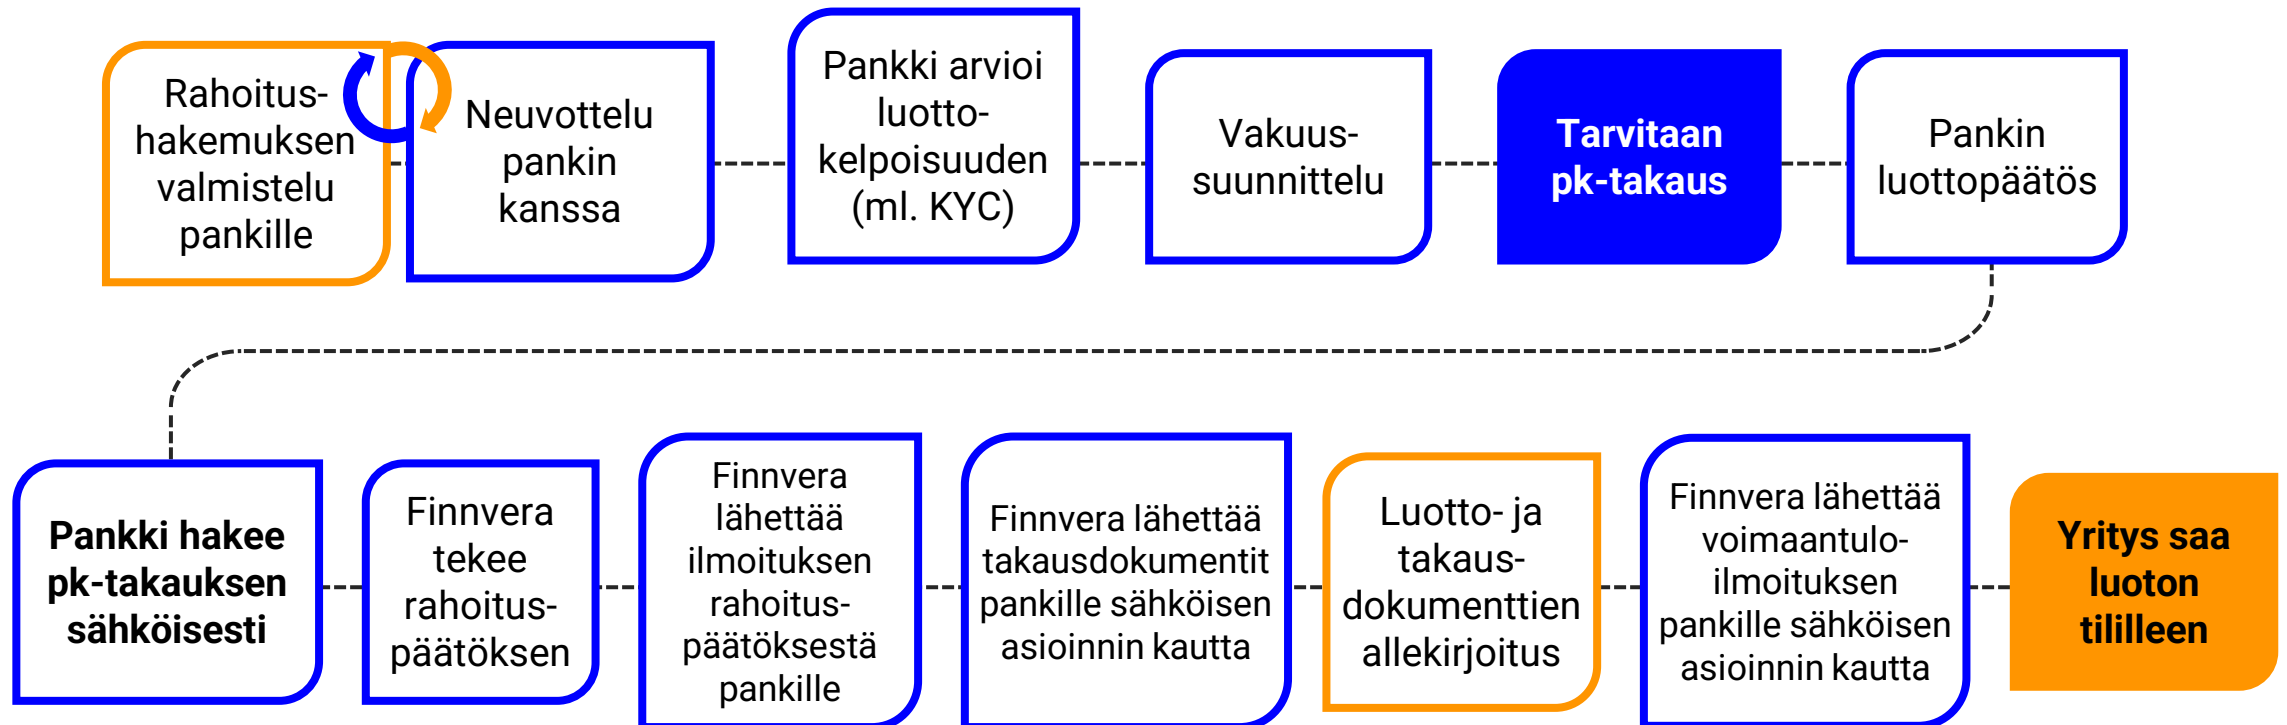 Rahoitus-
hakemuksen
valmistelu
pankille
Neuvottelu
pankin
kanssa
Pankki arvioi
luotto-
kelpoisuuden
(ml. KYC)
Vakuus-
suunnittelu
Tarvitaan
pk-takaus
Pankin
luottopäätös
Pankki hakee
pk-takauksen
sähköisesti
Finnvera
tekee
rahoitus-
päätöksen
Finnvera
lähettää
ilmoituksen
rahoitus-
päätöksestä
pankille
Finnvera lähettää
takausdokumentit
pankille sähköisen
asioinnin kautta
Luotto- ja
takaus-
dokumenttien
allekirjoitus
Finnvera lähettää
voimaantulo-
ilmoituksen
pankille sähköisen
asioinnin kautta
Yritys saa
luoton
tililleen